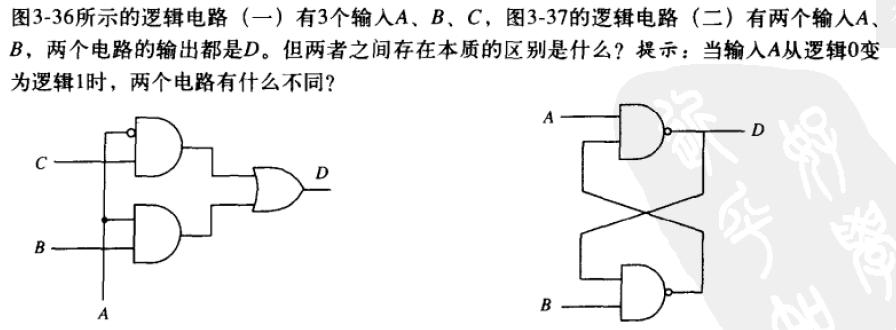 图3-36所示的逻辑电路（一）有3个输入A、B、C，图3-37的逻辑电路（二）有两个输入A、
B，两个电路的输出都是D。但两者之间存在本质的区别是什么？提示：当输入A从逻辑0变
为逻辑1时，两个电路有什么不同？
C
B
A
D
A
B
D